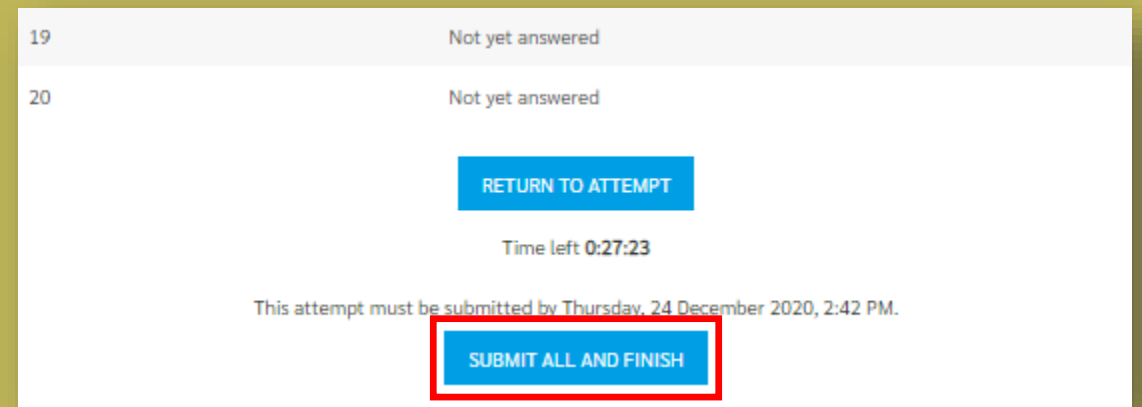 19 Not yet answered
20 Not yet answered
RETURN TO ATTEMPT
Time left 0:27:23
This attempt must be submitted by Thursday, 24 December 2020, 2:42 PM.
SUBMIT ALL AND FINISH